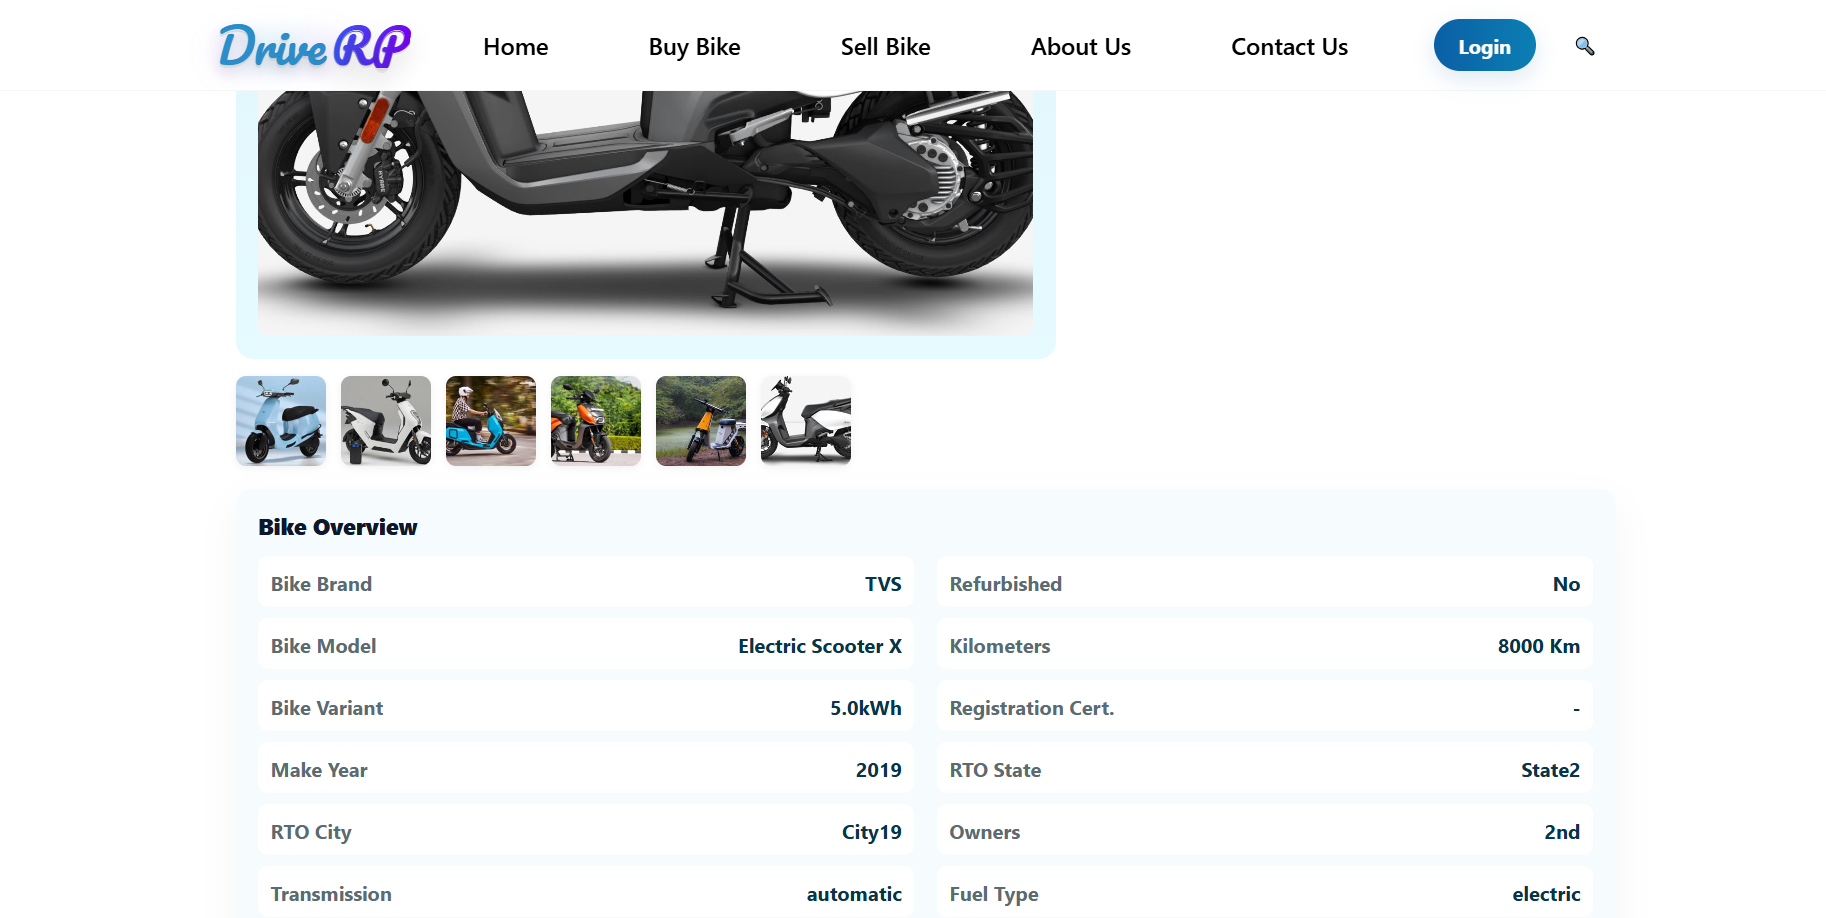 Drive RP
Home
Buy Bike
Sell Bike
About Us
Contact Us
Login
Bike Overview
Bike Brand
TVS
Refurbished
No
Bike Model
Electric Scooter X
Kilometers
8000 Km
Bike Variant
5.0kWh
Registration Cert.
-
Make Year
2019
RTO State
State2
RTO City
City19
Owners
2nd
Transmission
automatic
Fuel Type
electric